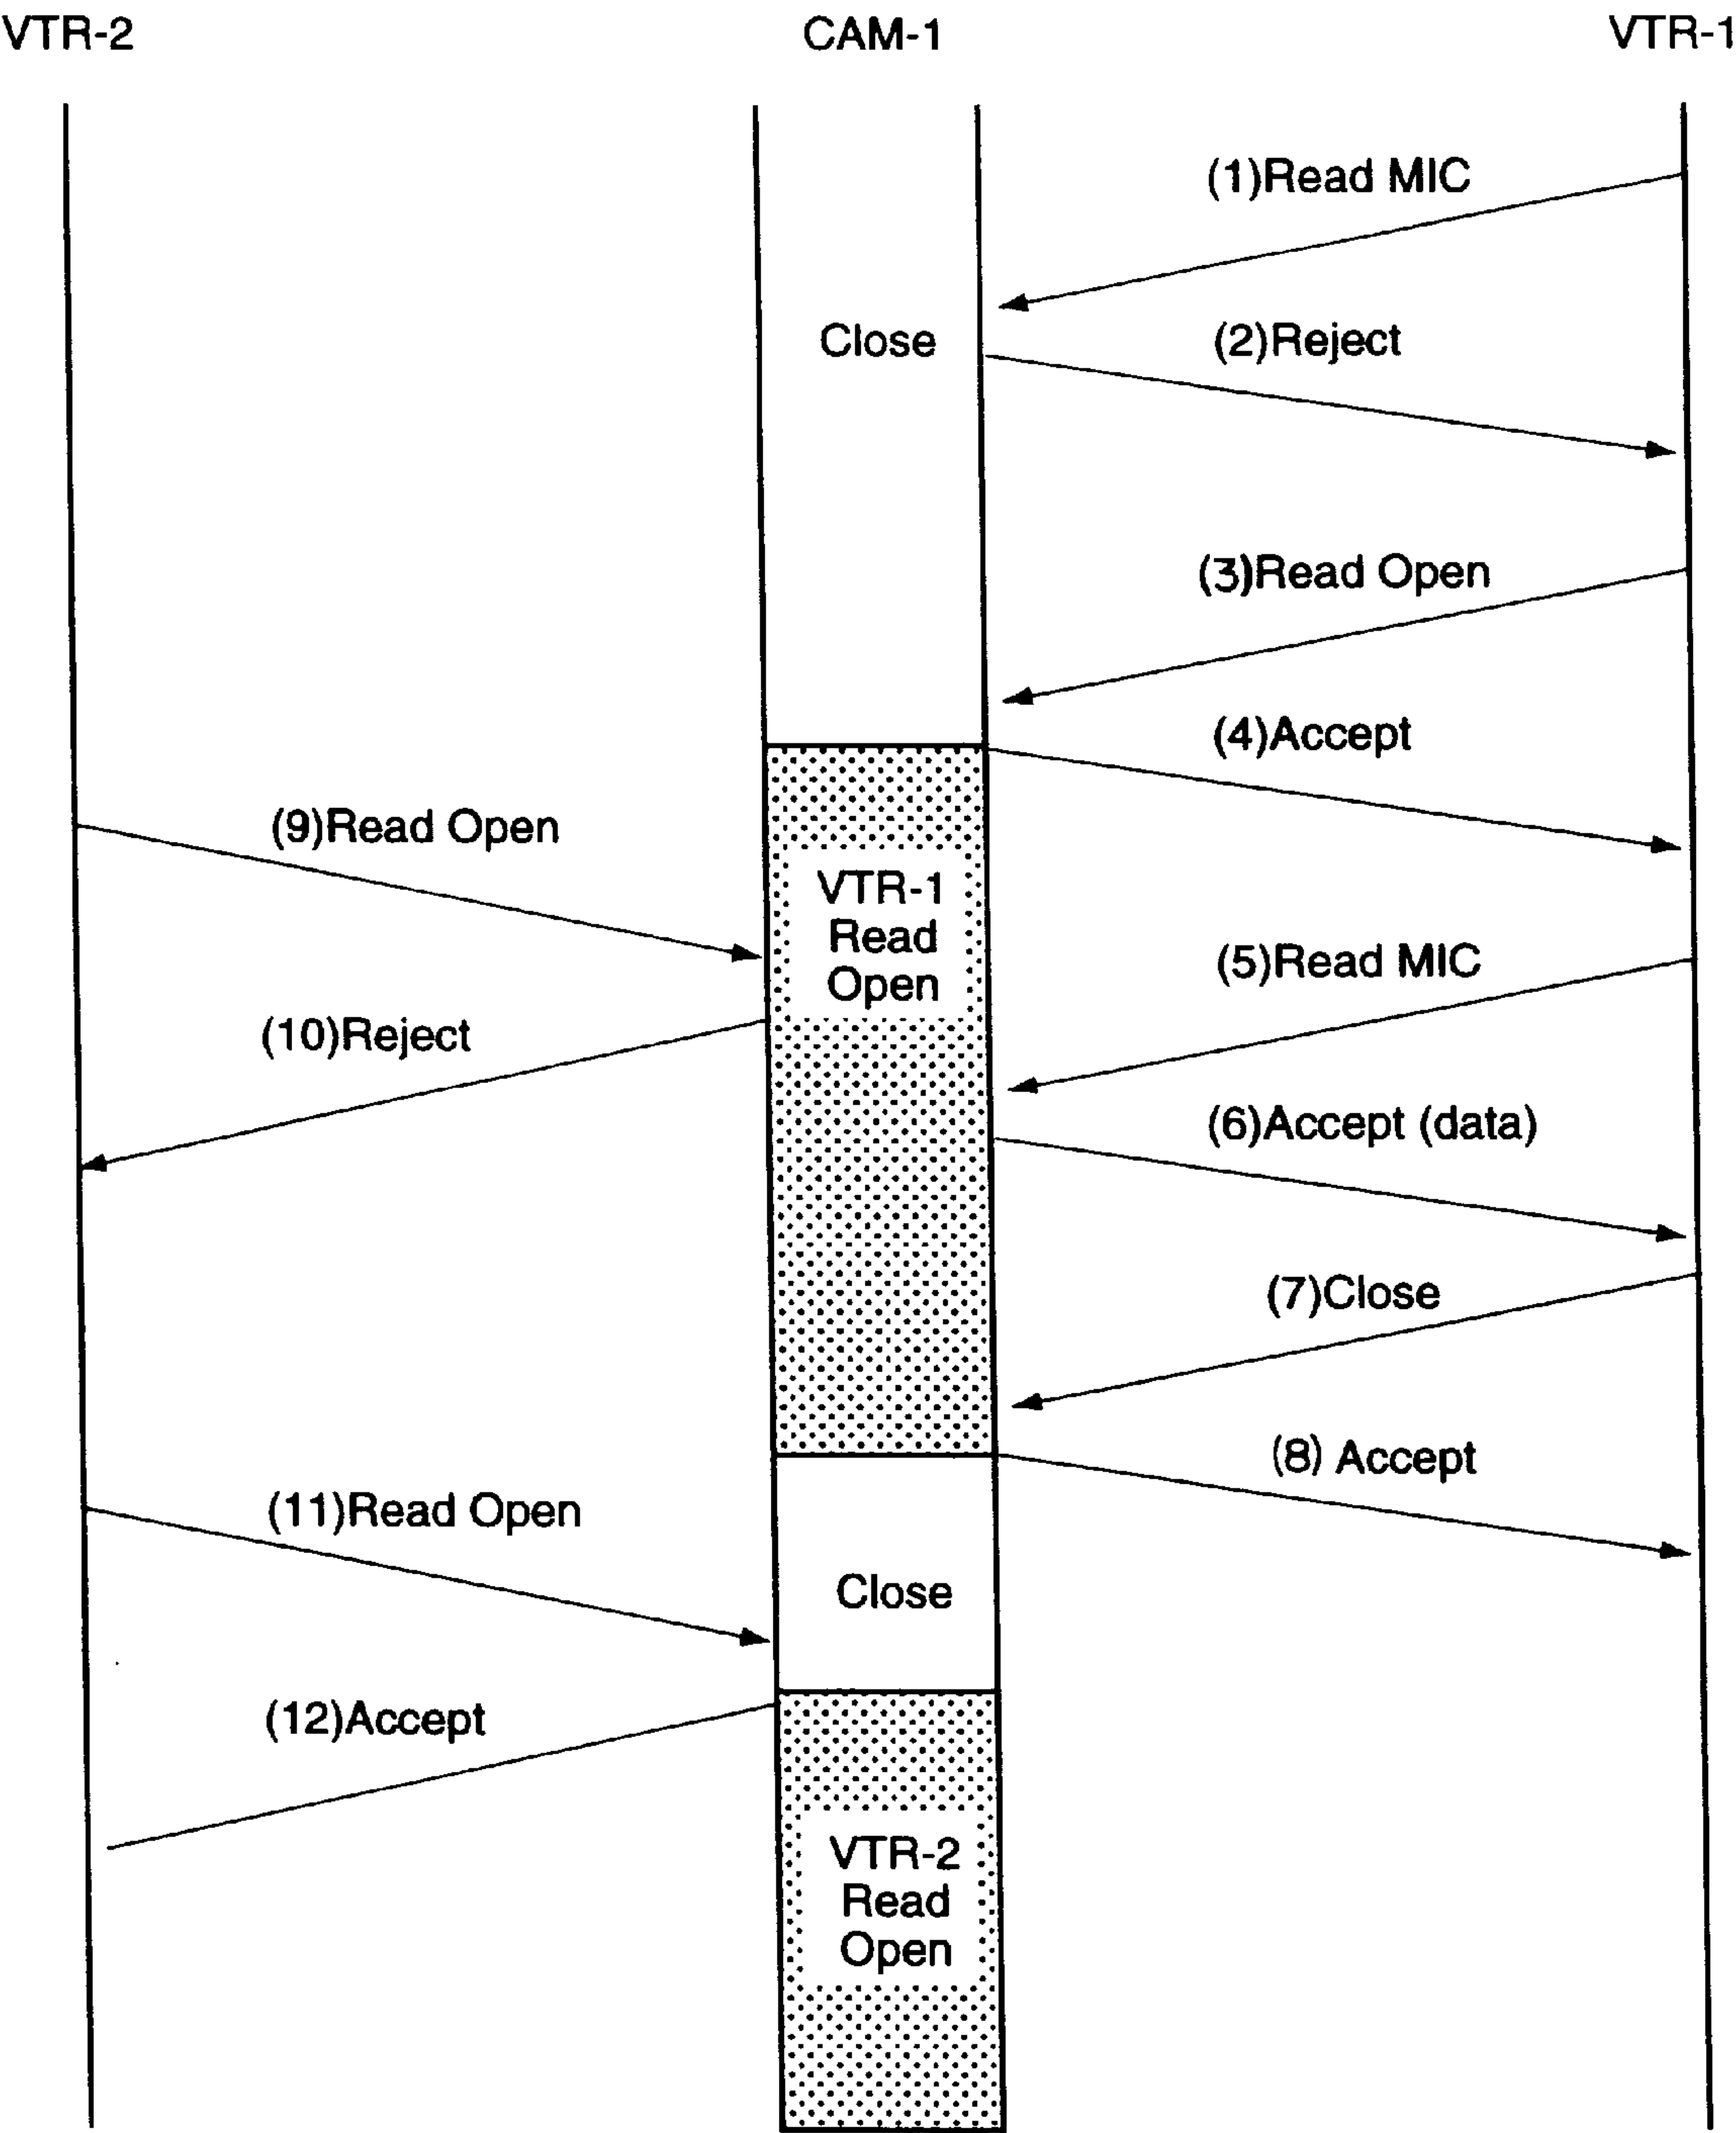 VTR-2
CAM-1
VTR-1
(1)Read MIC
Close
(2)Reject
(3)Read Open
(4)Accept
(9)Read Open
VTR-1
Read
Open
(5)Read MIC
(10)Reject
(6)Accept (data)
(7)Close
(8) Accept
(11)Read Open
Close
(12)Accept
VTR-2
Read
Open